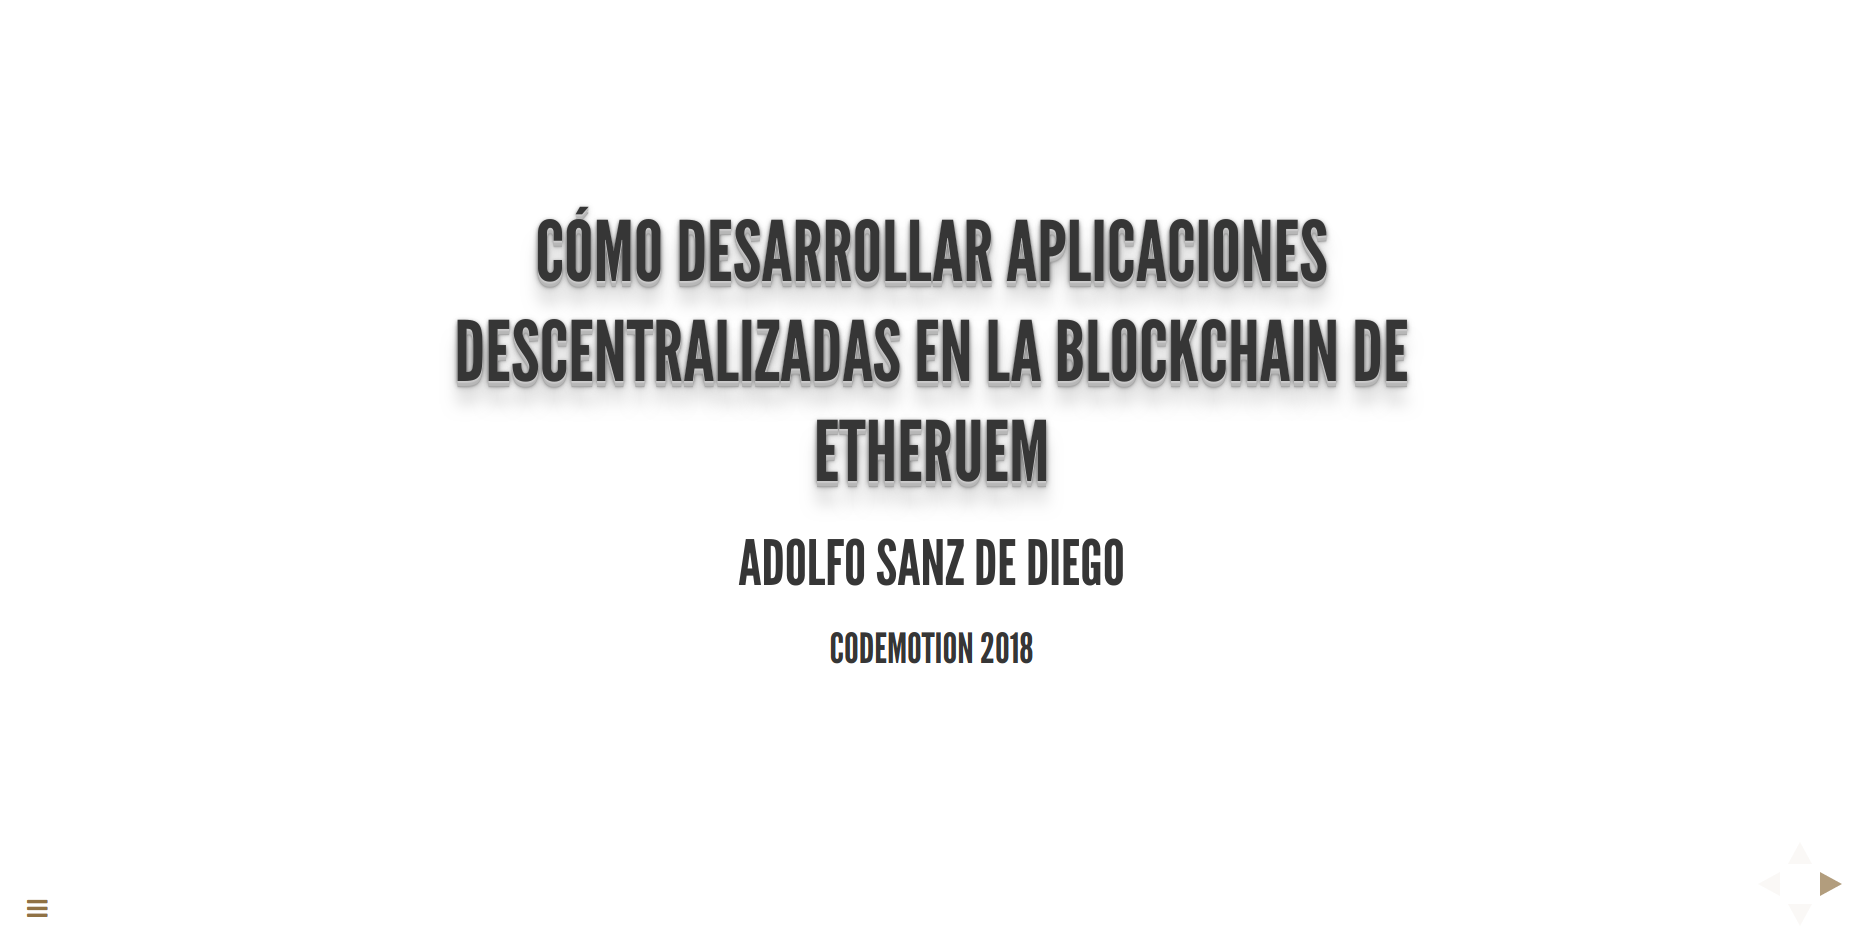 CÓMO DESARROLLAR APLICACIONES
DESCENTRALIZADAS EN LA BLOCKCHAIN DE
ETHERUEM
ADOLFO SANZ DE DIEGO
CODEMOTION 2018